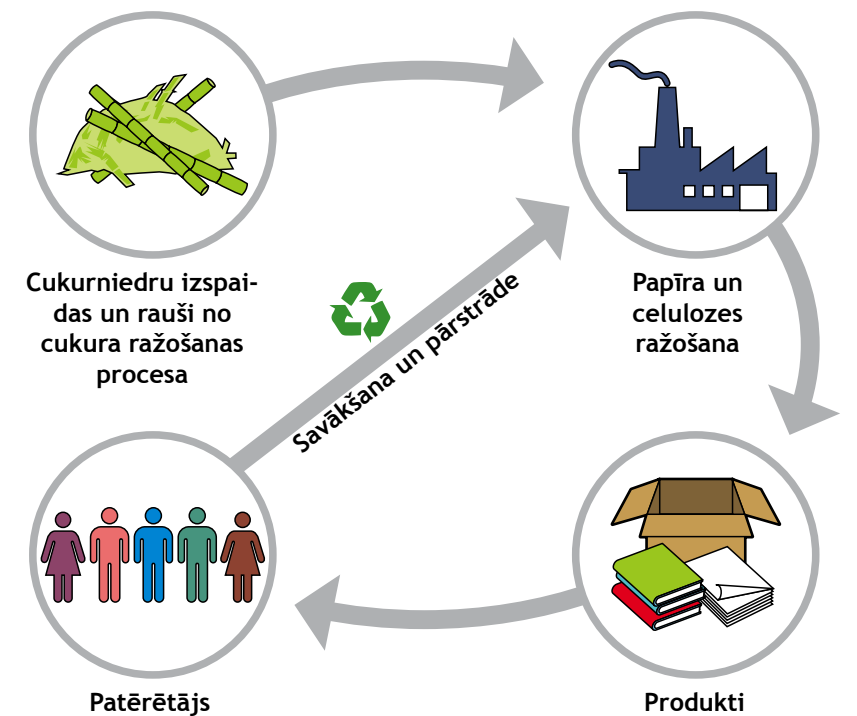 Cukurniedru izspai-
das un rauši no
cukura ražošanas
procesa
Papīra un
celulozes
ražošana
Savākšana un pārstrāde
Patērētājs
Produkti